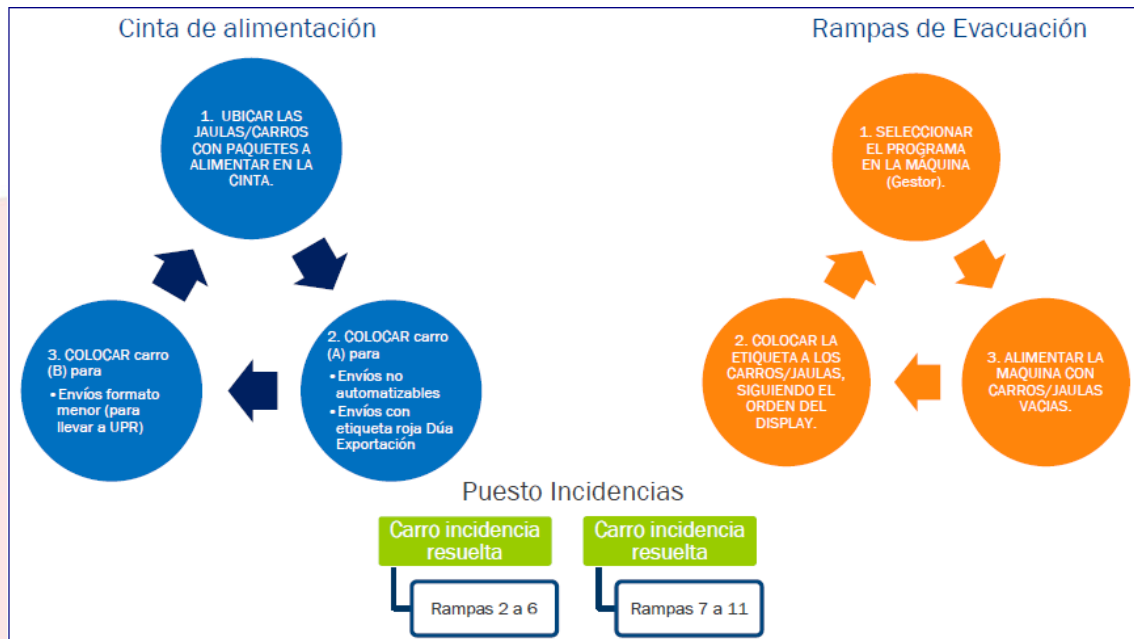 Cinta de alimentación
1. UBICAR LAS
JAULAS/CARROS
CON PAQUETES A
ALIMENTAR EN LA
CINTA.
2. COLOCAR carro
(A) para
• Envíos no
automatizables
• Envíos con
etiqueta roja Dúa
Exportación
3. COLOCAR carro
(B) para
• Envíos formato
menor (para
llevar a UPR)
Rampas de Evacuación
1. SELECCIONAR
EL PROGRAMA
EN LA MÁQUINA
(Gestor).
3. ALIMENTAR LA
MAQUINA CON
CARROS/JAULAS
VACIAS.
2. COLOCAR LA
ETIQUETA A LOS
CARROS/JAULAS,
SIGUIENDO EL
ORDEN DEL
DISPLAY.
Puesto Incidencias
Carro incidencia
resuelta
Rampas 2 a 6
Carro incidencia
resuelta
Rampas 7 a 11